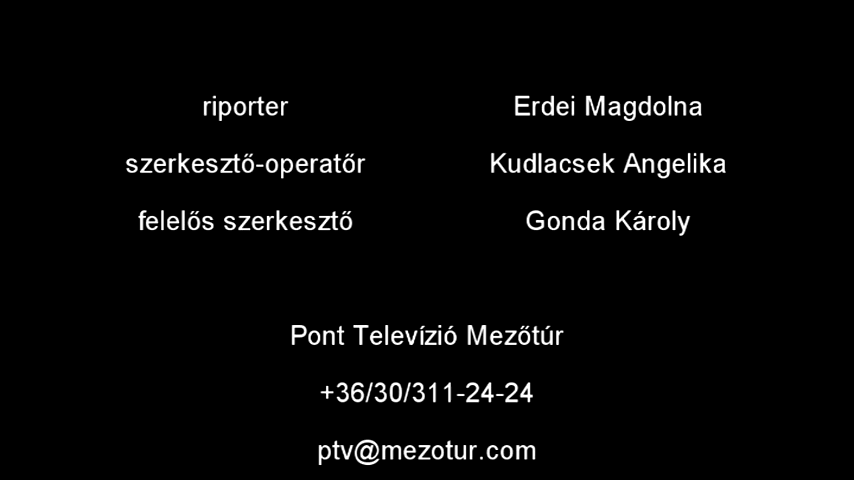 riporter Erdei Magdolna
szerkesztő-operatőr Kudlacsek Angelika
felelős szerkesztő Gonda Károly
Pont Televízió Mezőtúr
+36/30/311-24-24
ptv@mezotur.com